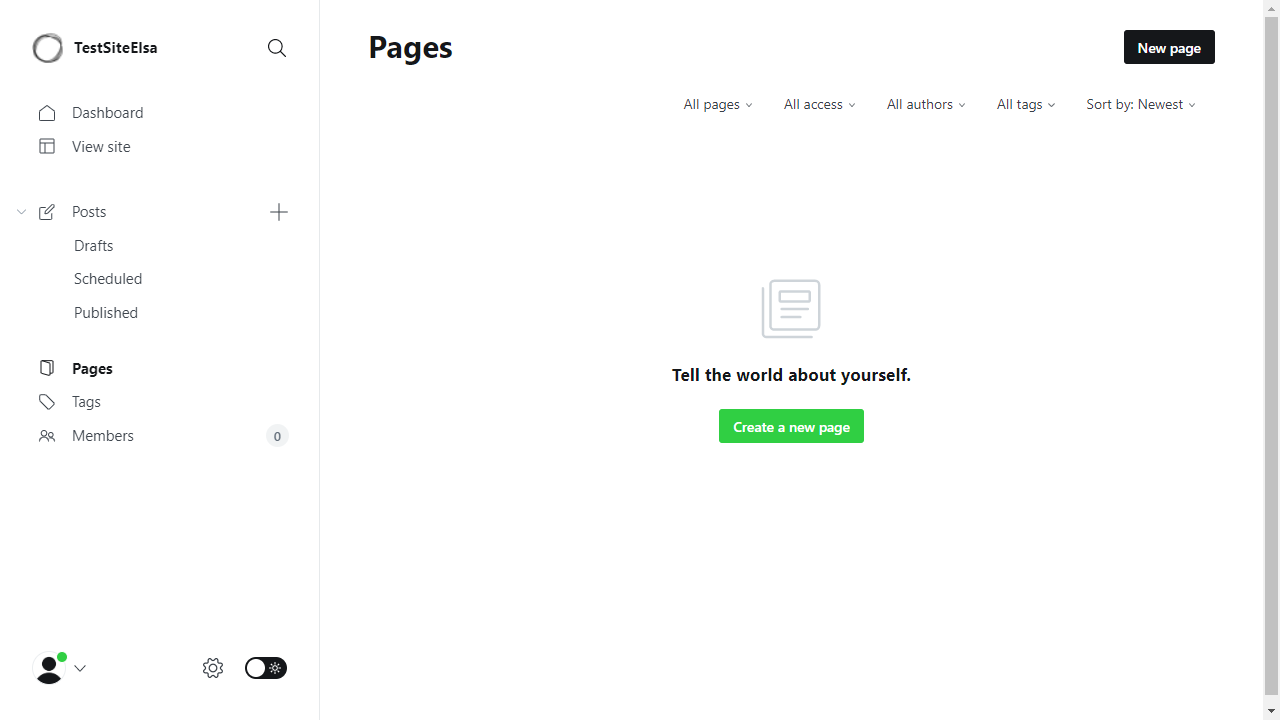 TestSiteElsa
Dashboard
View site
Posts
Drafts
Scheduled
Published
Pages
Tags
Members 0
Pages
New page
All pages All access All authors All tags Sort by: Newest
Tell the world about yourself.
Create a new page